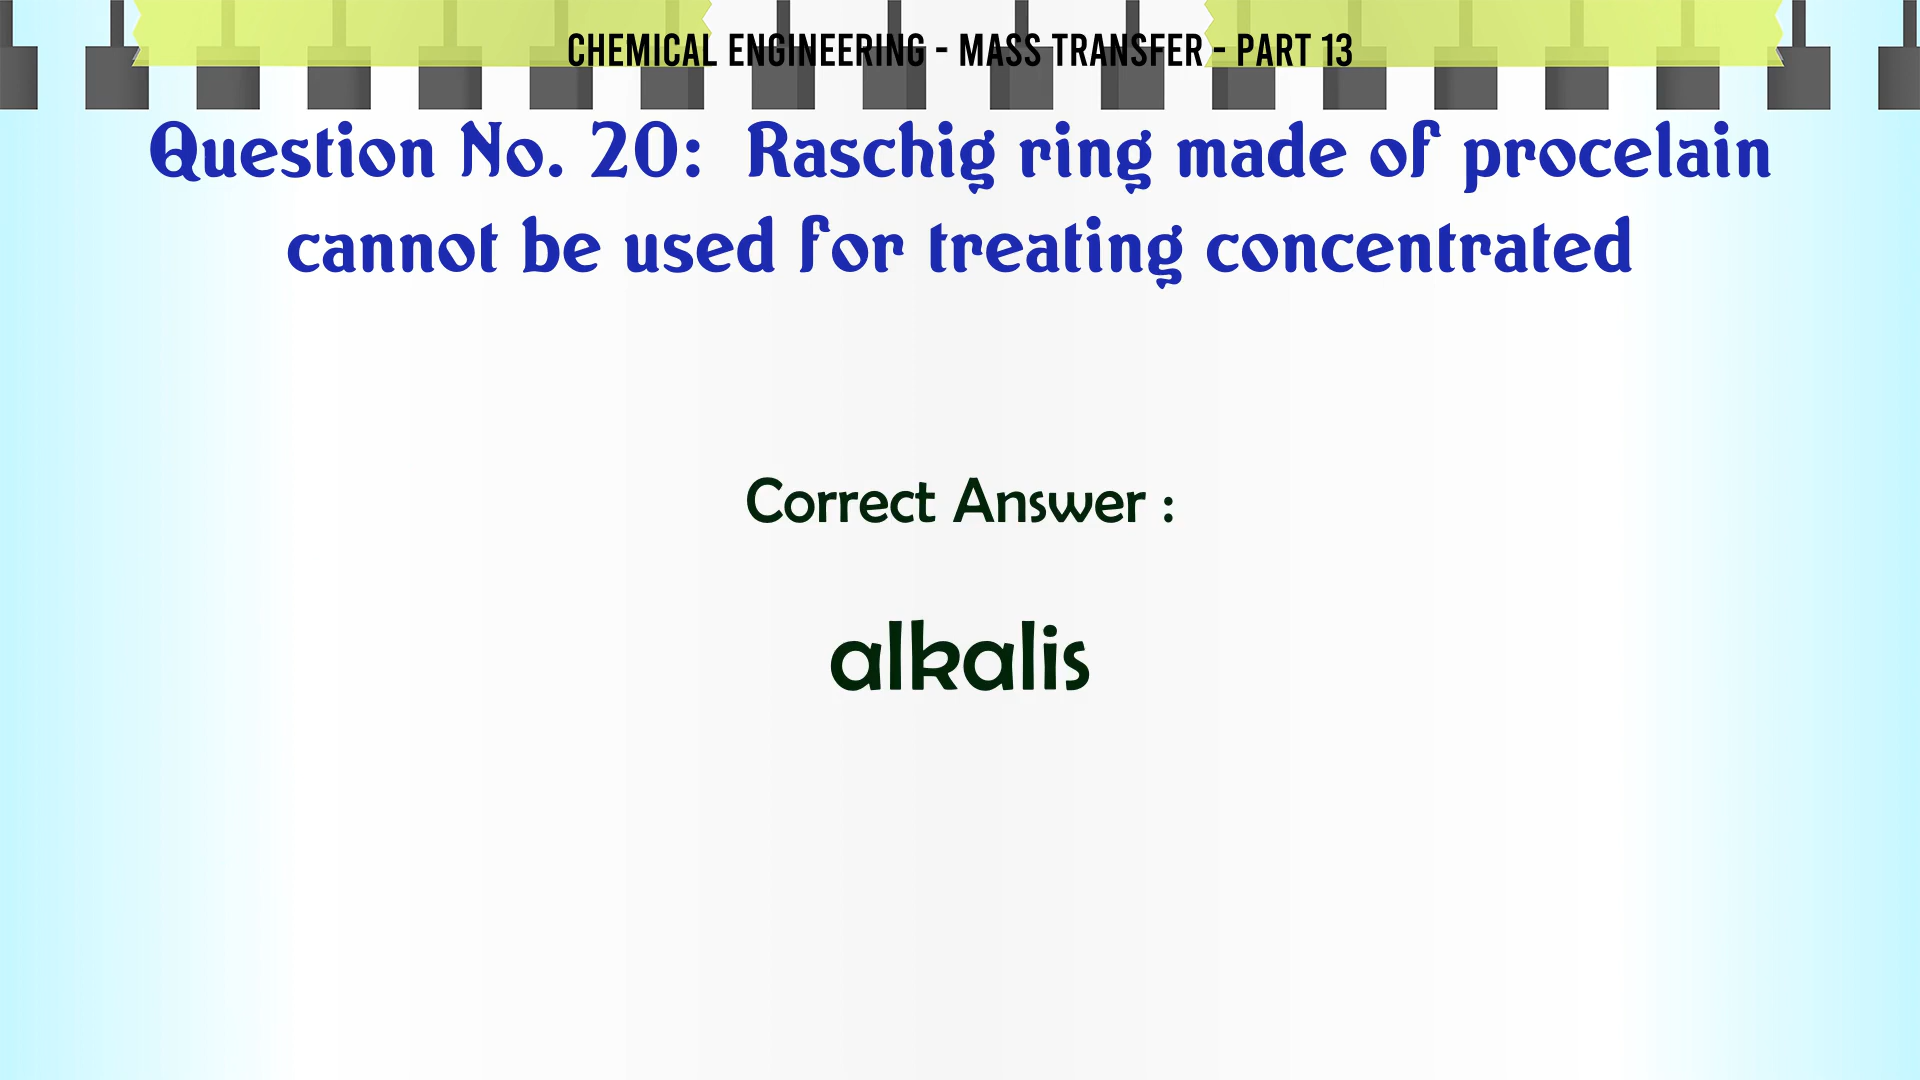 CHEMICAL ENGINEERING - MASS TRANSFER - PART 13
Question No. 20: Raschig ring made of procelain
cannot be used for treating concentrated
Correct Answer :
alkalis